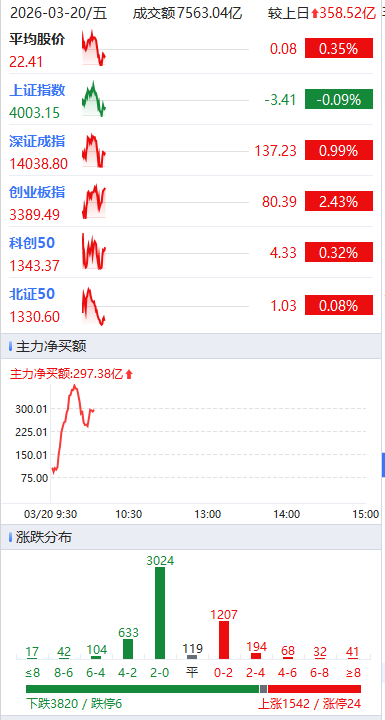 2026-03-20/五 成交额7563.04亿 较上日358.52亿
平均股价 0.08 0.35%
22.41
上证指数 -3.41 -0.09%
4003.15
深证成指 137.23 0.99%
14038.80
创业板指 80.39 2.43%
3389.49
科创50 4.33 0.32%
1343.37
北证50 1.03 0.08%
1330.60
主力净买额
主力净买额:297.38亿
300.01
225.01
150.01
75.00
03/20 9:30 10:30 13:00 14:00 15:00
涨跌分布
17 42 104 633 3024 119 1207 194 68 32 41
≤8 8-6 6-4 4-2 2-0 平 0-2 2-4 4-6 6-8 ≥8
下跌3820 / 跌停6 上涨1542 / 涨停24